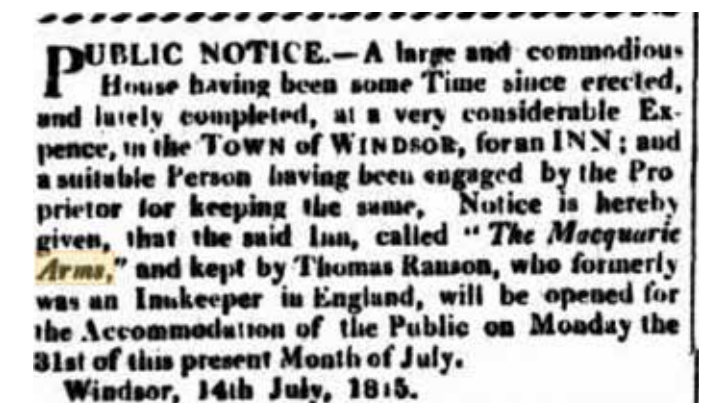 PUBLIC NOTICE.—A large and commodious
House having been some Time since erected,
and lately completed, at a very considerable Ex-
pence, in the TOWN of WINDSOR, for an INN; and
a suitable Person having been engaged by the Pro
prietor for keeping the same, Notice is hereby
given, that the said Inn, called "The Macquarie
Arms," and kept by Thomas Ranson, who formerly
was an Innkeeper in England, will be opened for
the Accommodation of the Public on Monday the
31st of this present Month of July.
Windsor, 14th July, 1815.